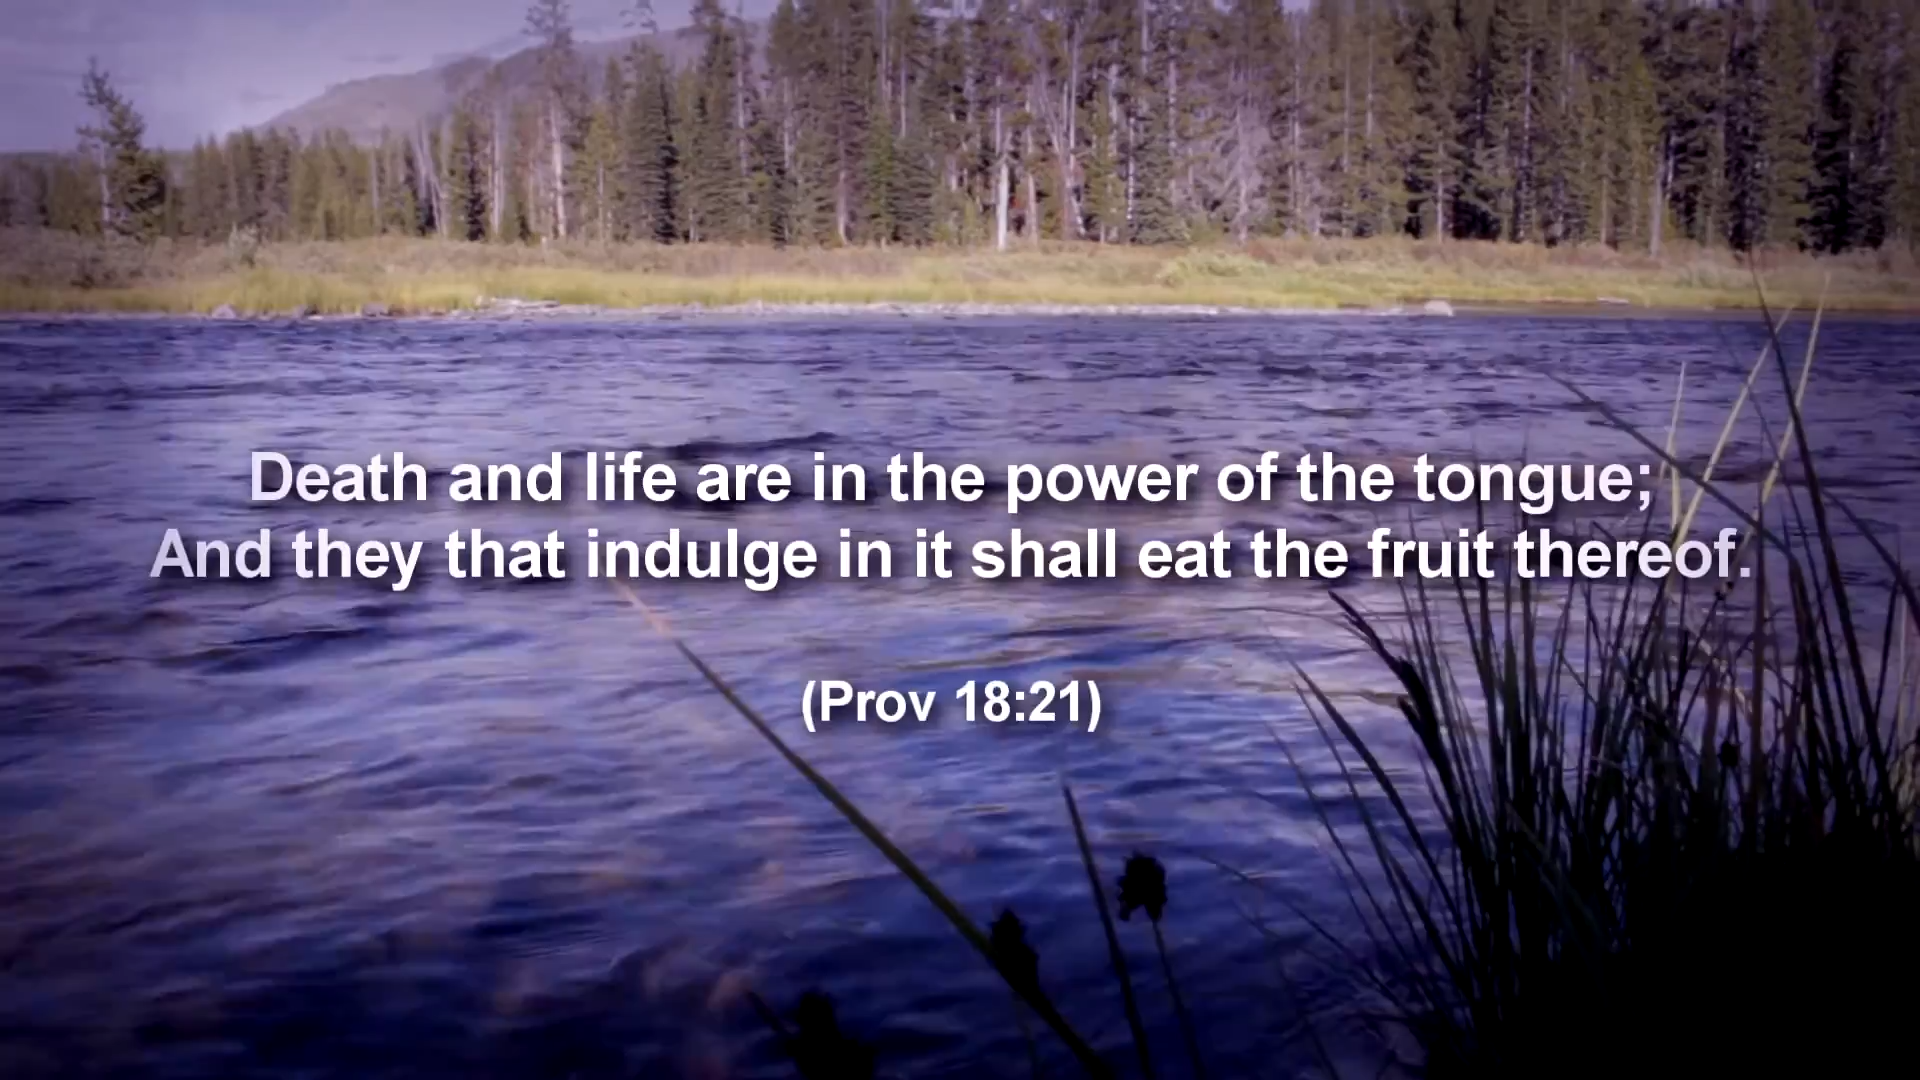 Death and life are in the power of the tongue;
And they that indulge in it shall eat the fruit thereof.
(Prov 18:21)